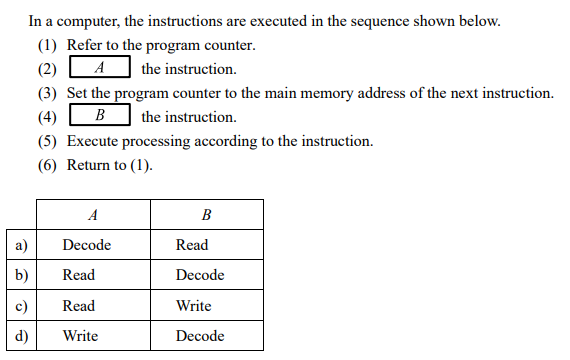 In a computer, the instructions are executed in the sequence shown below.
(1) Refer to the program counter.
(2) A the instruction.
(3) Set the program counter to the main memory address of the next instruction.
(4) B the instruction.
(5) Execute processing according to the instruction.
(6) Return to (1).
A B
a) Decode Read
b) Read Decode
c) Read Write
d) Write Decode